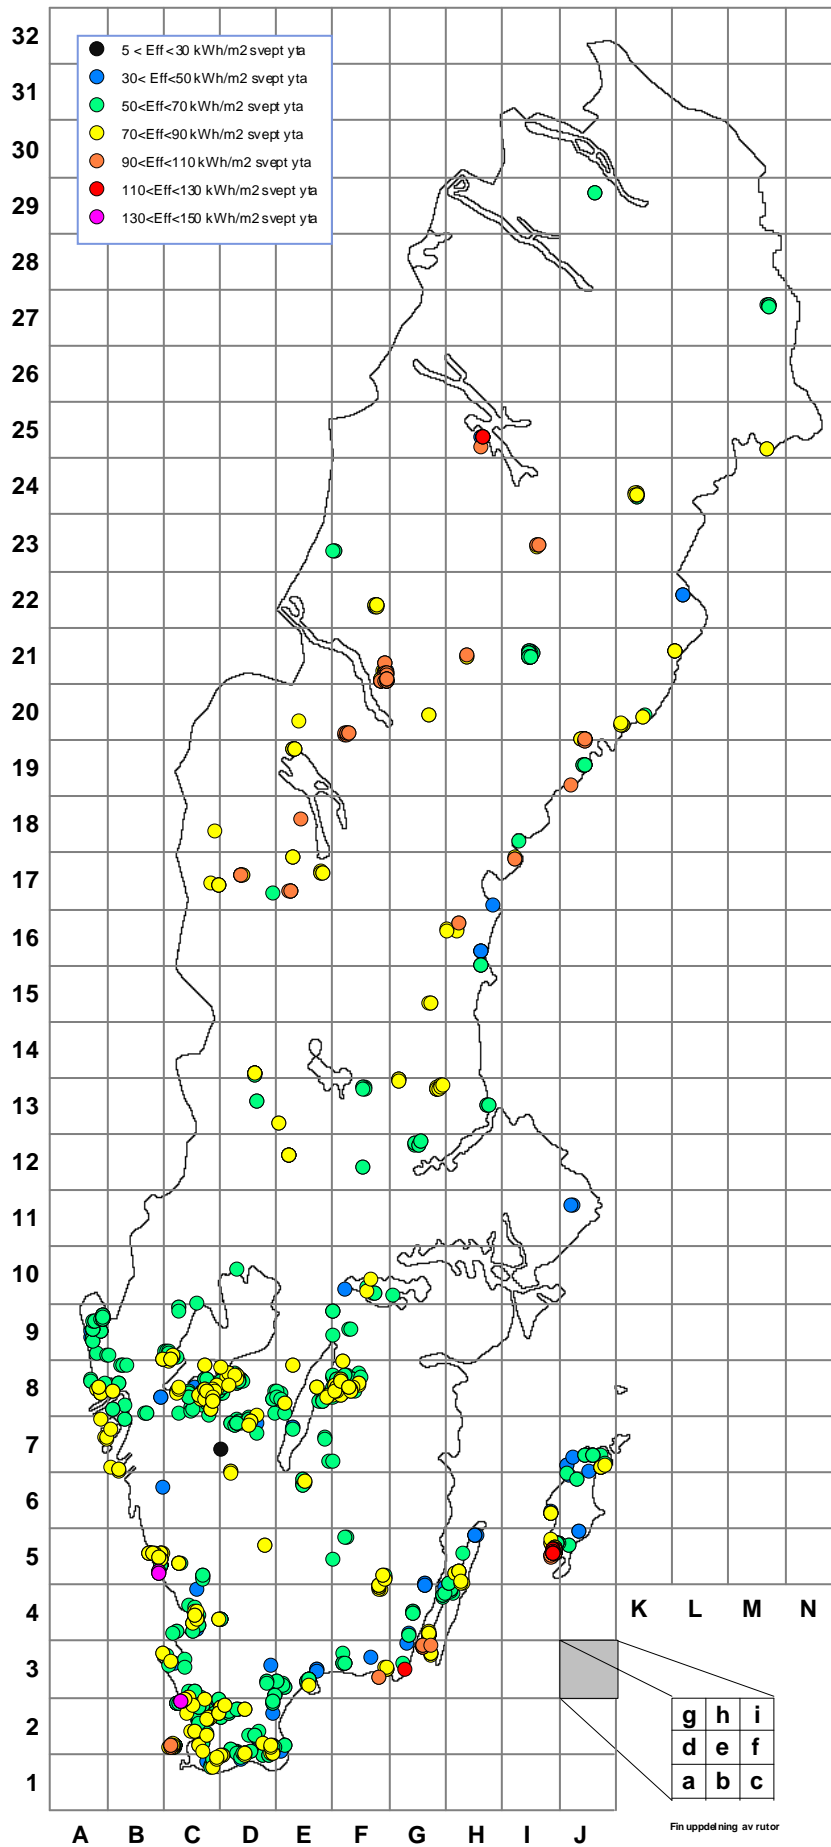 32
31
30
29
28
27
26
25
24
23
22
21
20
19
18
17
16
15
14
13
12
11
10
9
8
7
6
5
4
3
2
1
5 < Eff<30 kWh/m2 svept yta
30< Eff<50 kWh/m2 svept yta
50<Eff<70 kWh/m2 svept yta
70<Eff<90 kWh/m2 svept yta
90<Eff<110 kWh/m2 svept yta
110<Eff<130 kWh/m2 svept yta
130<Eff<150 kWh/m2 svept yta
K L M N
g h i
d e f
a b c
Fin uppdelning av rutor
A B C D E F G H I J